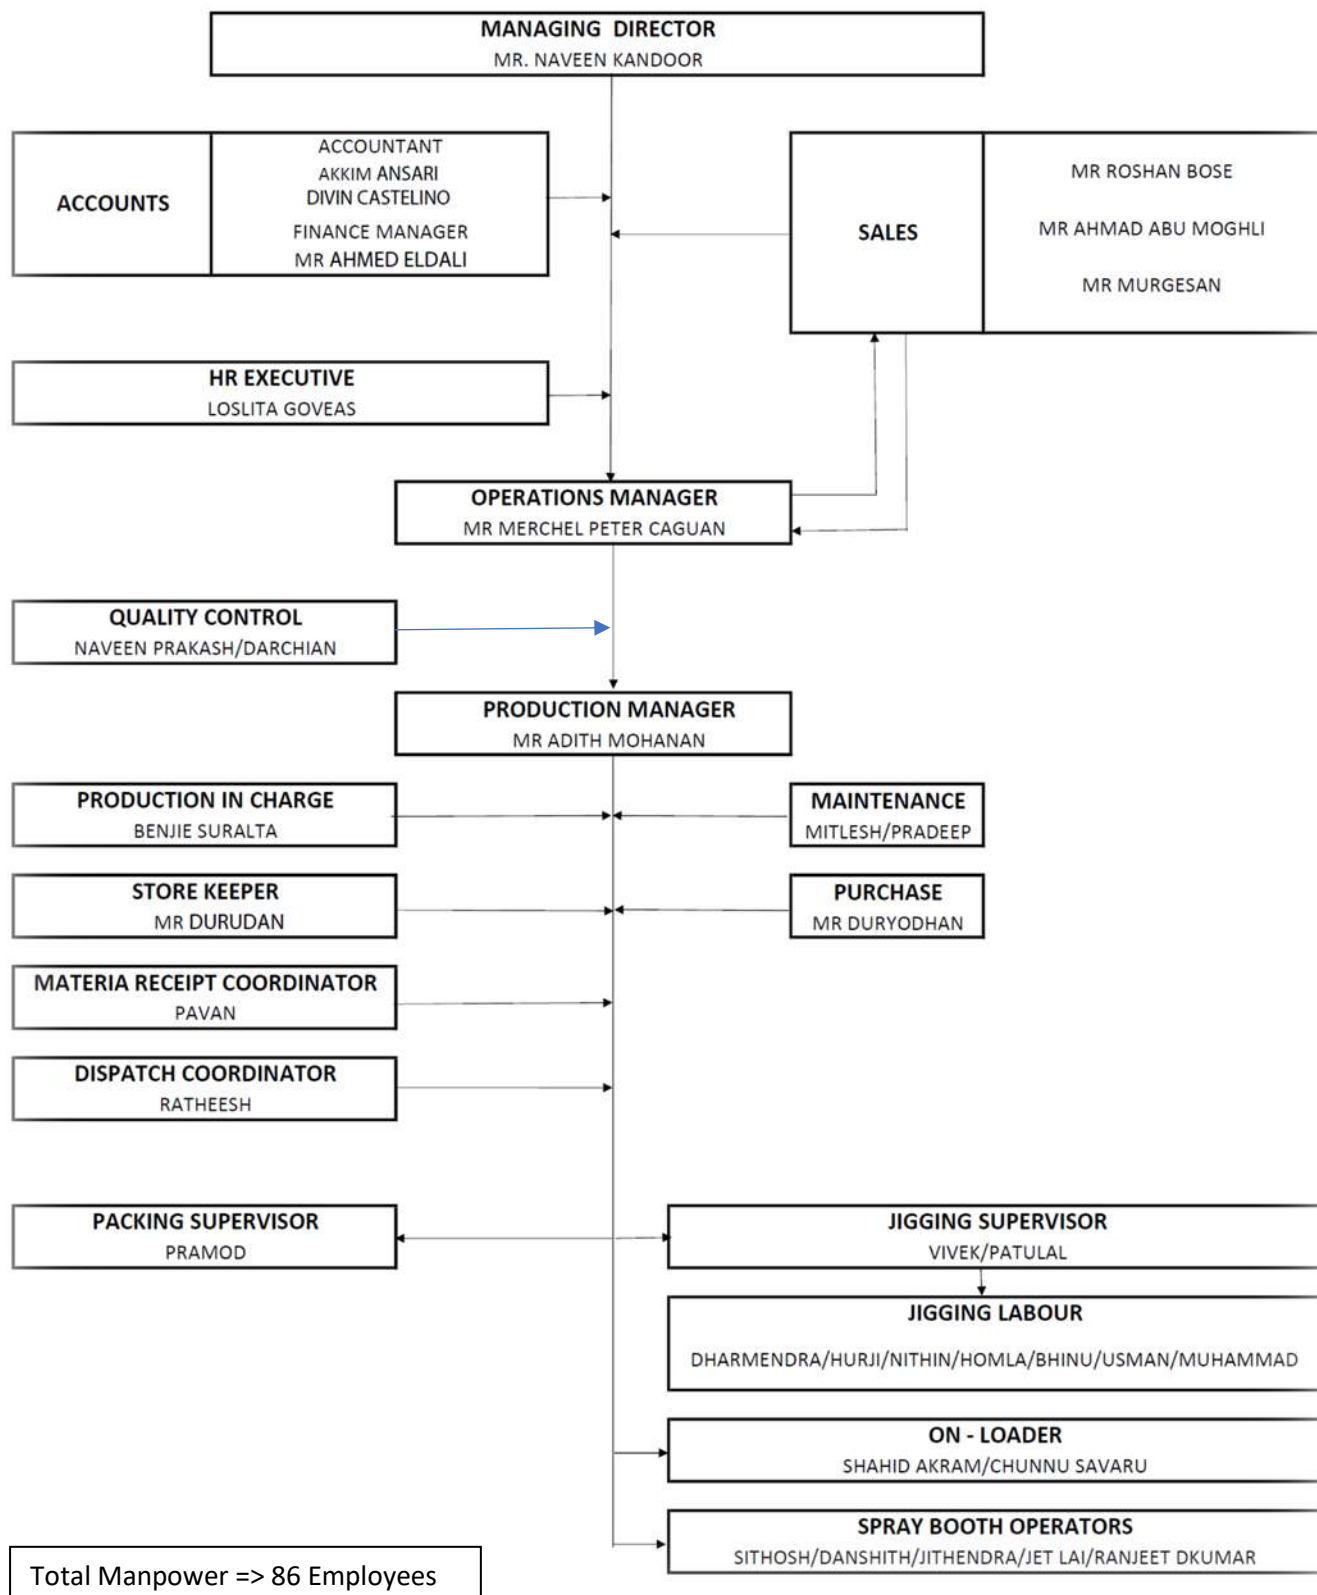 MANAGING DIRECTOR
MR. NAVEEN KANDOOR
ACCOUNTS
ACCOUNTANT
AKKIM ANSARI
DIVIN CASTELINO
FINANCE MANAGER
MR AHMED ELDALI
SALES
MR ROSHAN BOSE
MR AHMAD ABU MOGHLI
MR MURGESAN
HR EXECUTIVE
LOSLITA GOVEAS
OPERATIONS MANAGER
MR MERCHEL PETER CAGUAN
QUALITY CONTROL
NAVEEN PRAKASH/DARCHIAN
PRODUCTION MANAGER
MR ADITH MOHANAN
PRODUCTION IN CHARGE
BENJIE SURALTA
MAINTENANCE
MITLESH/PRADEEP
STORE KEEPER
MR DURUDAN
PURCHASE
MR DURYODHAN
MATERIA RECEIPT COORDINATOR
PAVAN
DISPATCH COORDINATOR
RATHEESH
PACKING SUPERVISOR
PRAMOD
JIGGING SUPERVISOR
VIVEK/PATULAL
JIGGING LABOUR
DHARMENDRA/HURJI/NITHIN/HOMLA/BHINU/USMAN/MUHAMMAD
ON - LOADER
SHAHID AKRAM/CHUNNU SAVARU
SPRAY BOOTH OPERATORS
SITHOSH/DANSHITH/JITHENDRA/JET LAI/RANJEET DKUMAR
Total Manpower => 86 Employees